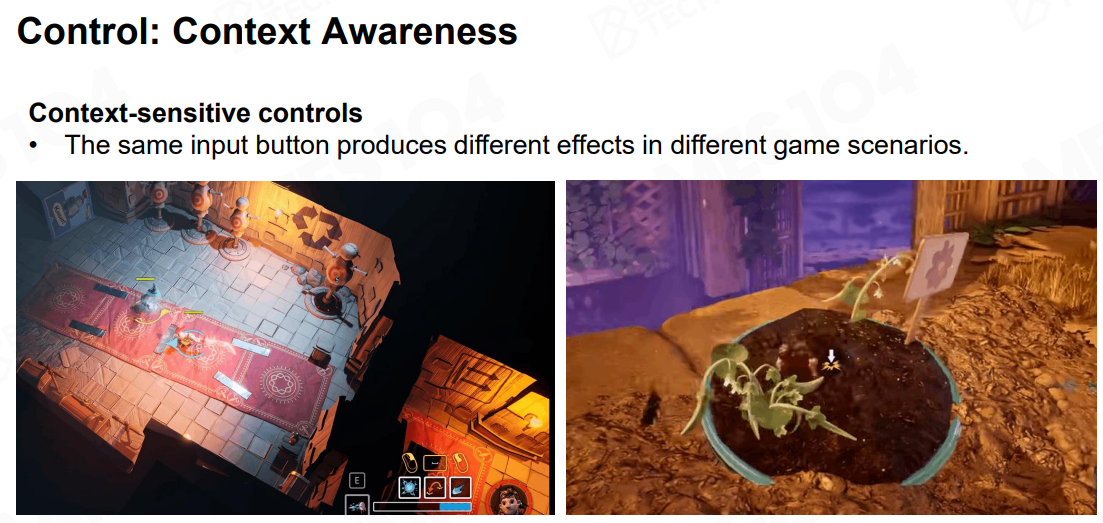 Control: Context Awareness
Context-sensitive controls
• The same input button produces different effects in different game scenarios.
E